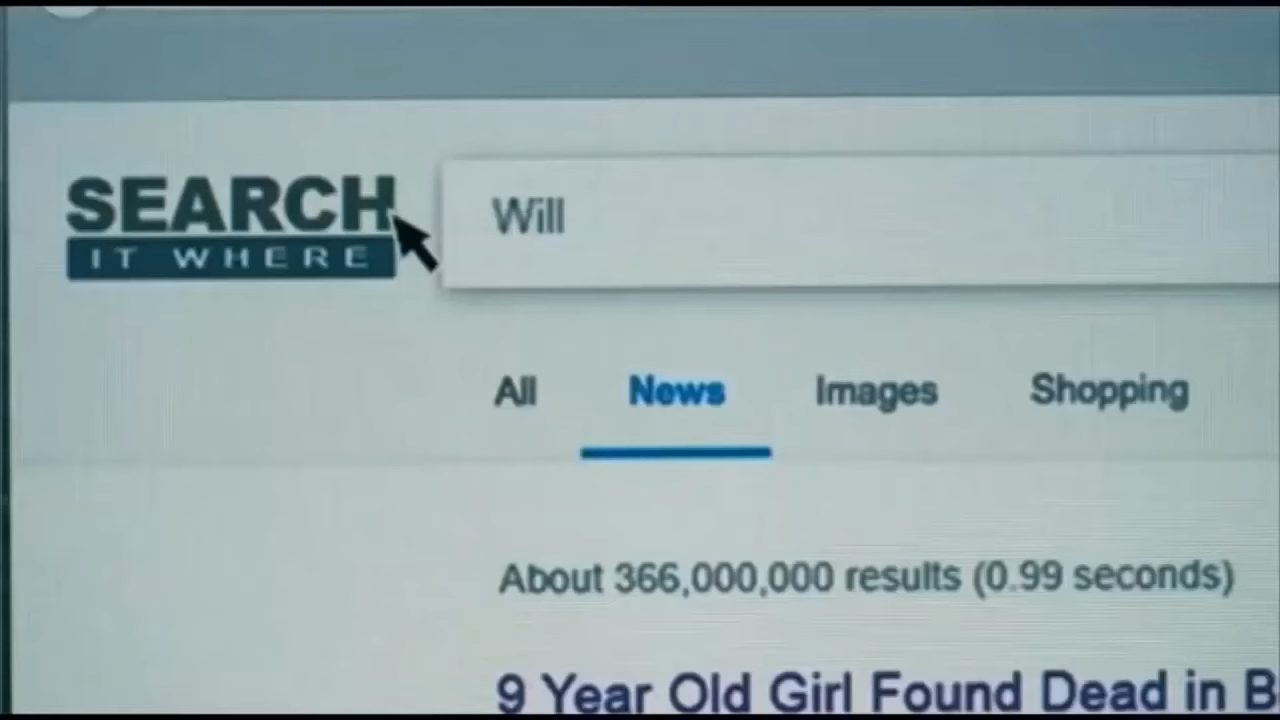 SEARCH
IT WHERE
Will
All News Images Shopping
About 366,000,000 results (0.99 seconds)
9 Year Old Girl Found Dead in